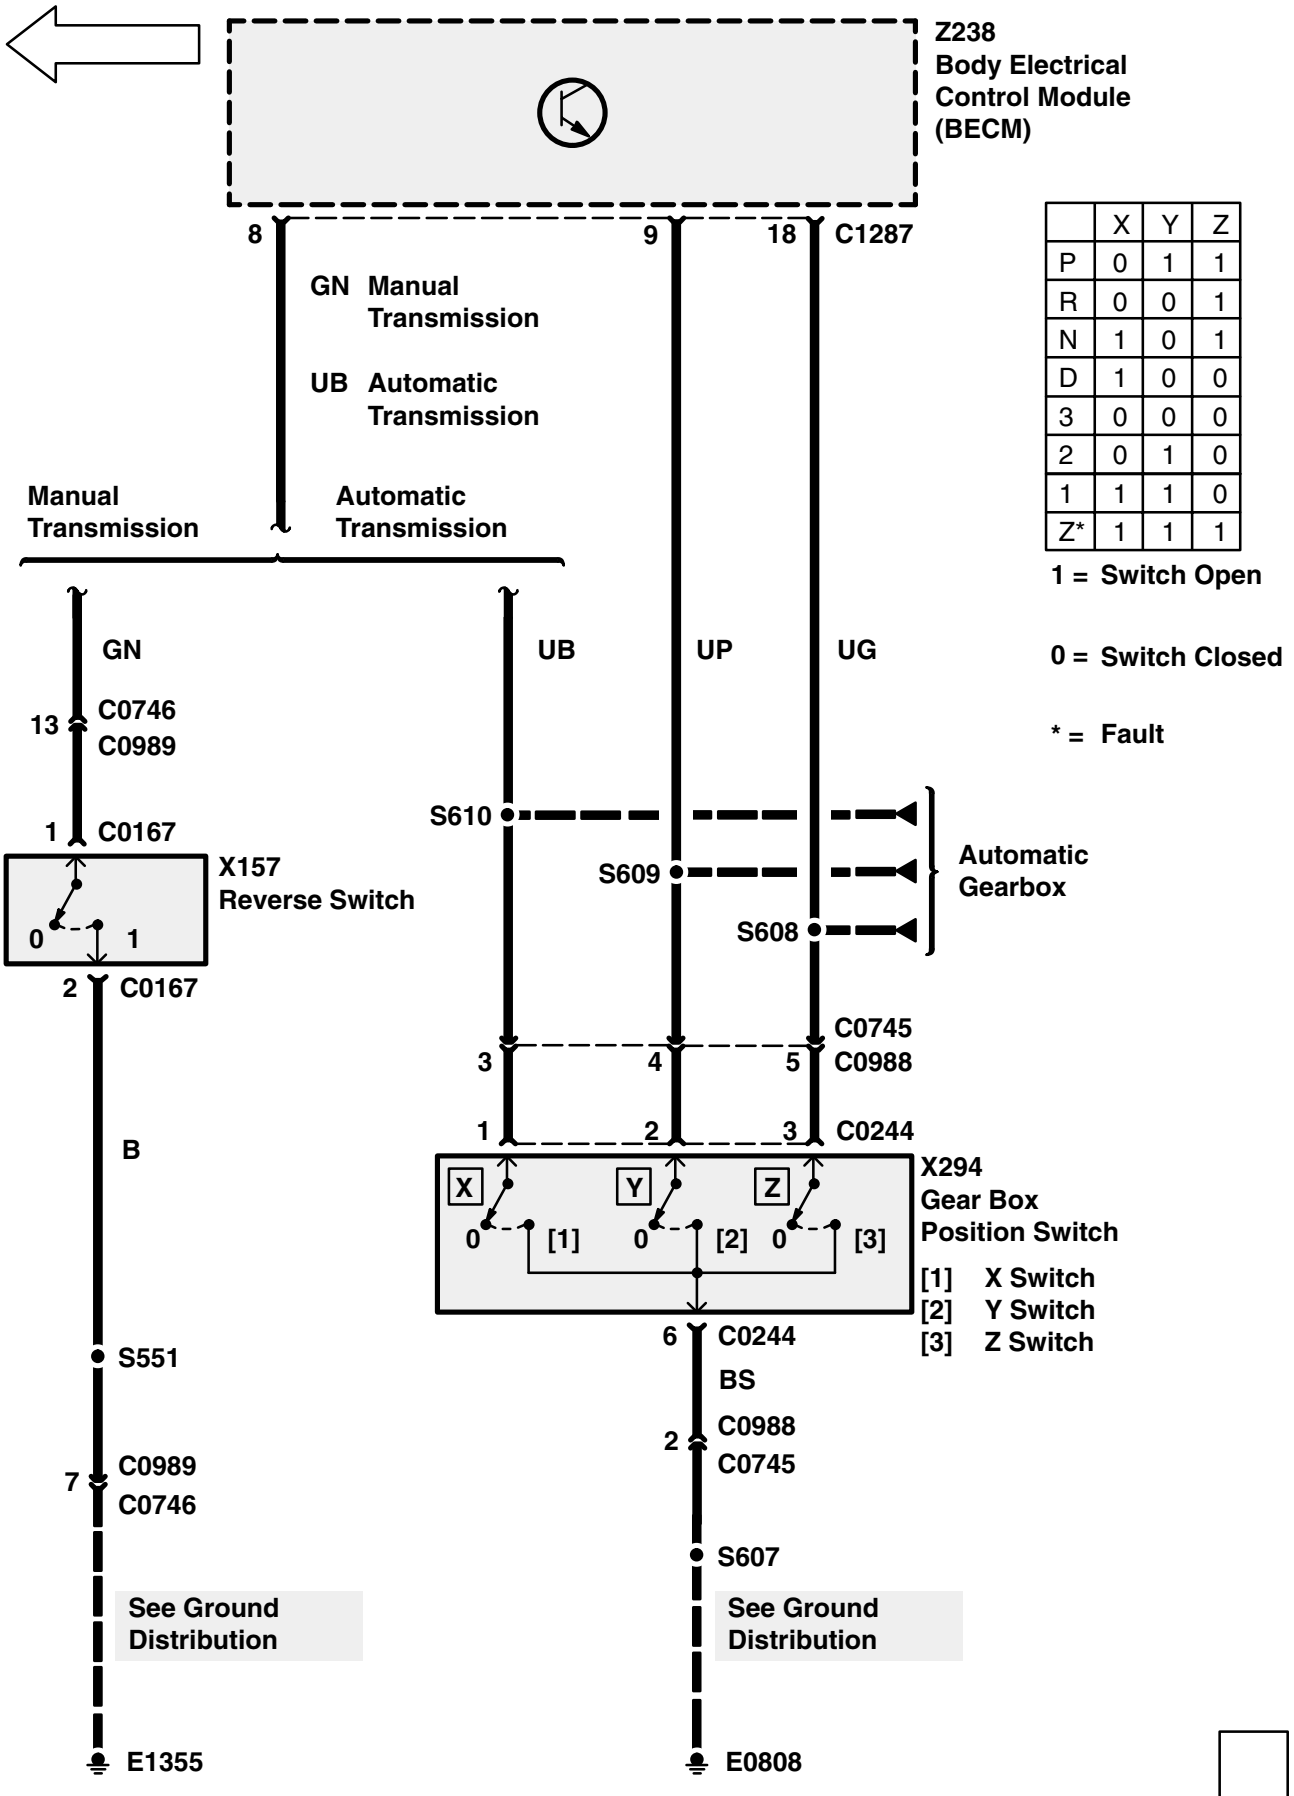 Z238
Body Electrical
Control Module
(BECM)
8
9
18 C1287
GN Manual
Transmission
UB Automatic
Transmission
X Y Z
P 0 1 1
R 0 0 1
N 1 0 1
D 1 0 0
3 0 0 0
2 0 1 0
1 1 1 0
Z* 1 1 1
1 = Switch Open
0 = Switch Closed
* = Fault
Manual
Transmission
Automatic
Transmission
GN
UB
UP
UG
13
C0746
C0989
1 C0167
X157
Reverse Switch
0 1
2 C0167
S610
S609
S608
Automatic
Gearbox
C0745
3 4 5 C0988
1 2 3 C0244
B
X Y Z
0 [1] 0 [2] 0 [3]
X294
Gear Box
Position Switch
[1] X Switch
[2] Y Switch
[3] Z Switch
6 C0244
BS
2
C0988
C0745
S551
7
C0989
C0746
S607
See Ground
Distribution
See Ground
Distribution
E1355
E0808